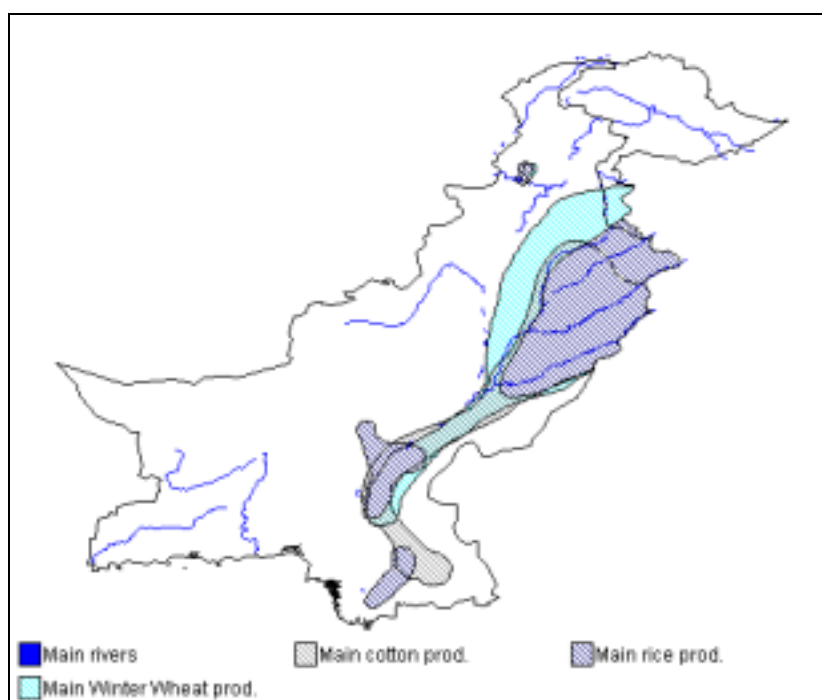 Main rivers
Main cotton prod.
Main rice prod.
Main Winter Wheat prod.